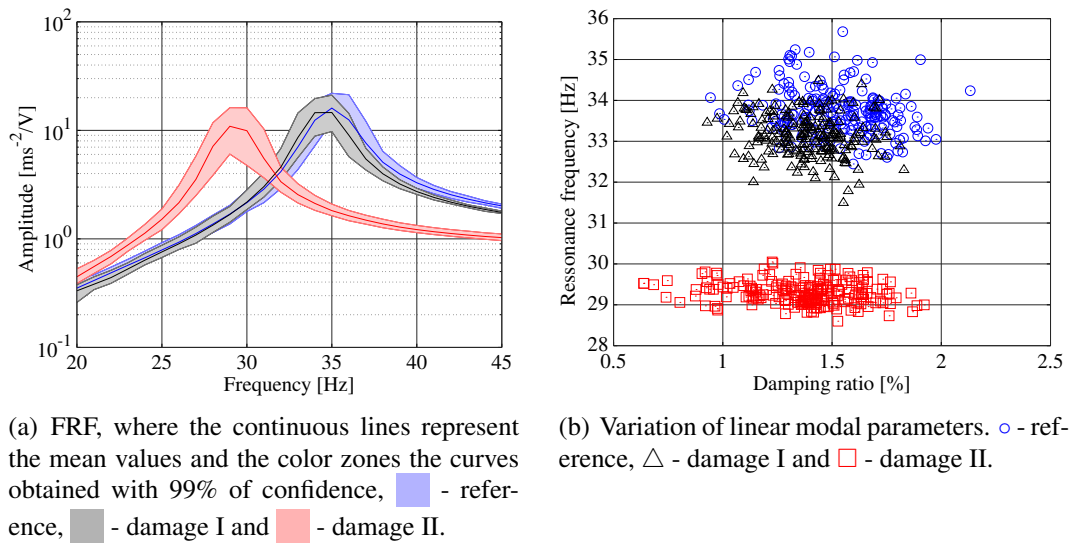 10^2
10^1
10^0
10^-1
Amplitude [ms^-2/V]
20 25 30 35 40 45
Frequency [Hz]
36
35
34
33
32
31
30
29
28
Ressonance frequency [Hz]
0.5 1 1.5 2 2.5
Damping ratio [%]
(a) FRF, where the continuous lines represent
the mean values and the color zones the curves
obtained with 99% of confidence, - refer-
ence, - damage I and - damage II.
(b) Variation of linear modal parameters. ○ - ref-
erence, △ - damage I and □ - damage II.